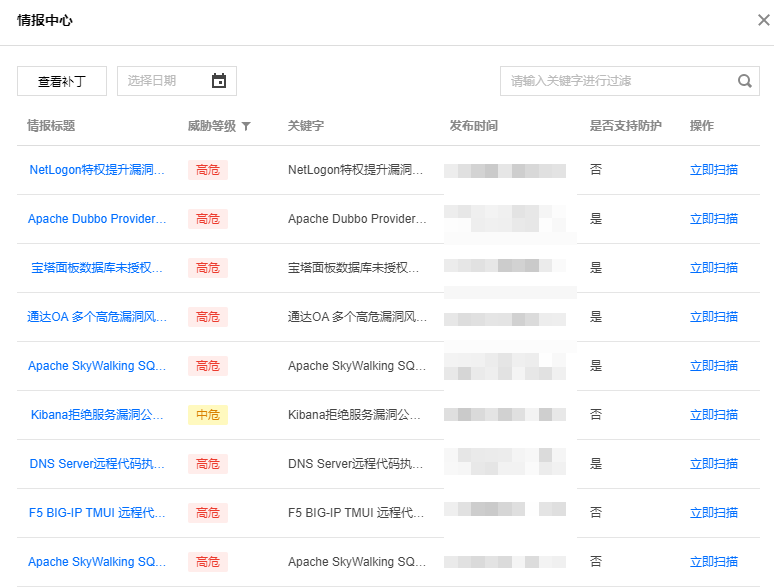 情报中心
查看补丁 选择日期 请输入关键字进行过滤
情报标题 威胁等级 关键字 发布时间 是否支持防护 操作
NetLogon特权提升漏洞... 高危 NetLogon特权提升漏洞... 否 立即扫描
Apache Dubbo Provider... 高危 Apache Dubbo Provider... 是 立即扫描
宝塔面板数据库未授权... 高危 宝塔面板数据库未授权... 是 立即扫描
通达OA 多个高危漏洞风... 高危 通达OA 多个高危漏洞风... 是 立即扫描
Apache SkyWalking SQ... 高危 Apache SkyWalking SQ... 是 立即扫描
Kibana拒绝服务漏洞公... 中危 Kibana拒绝服务漏洞公... 否 立即扫描
DNS Server远程代码执... 高危 DNS Server远程代码执... 是 立即扫描
F5 BIG-IP TMUI 远程代... 高危 F5 BIG-IP TMUI 远程代... 否 立即扫描
Apache SkyWalking SQ... 高危 Apache SkyWalking SQ... 否 立即扫描